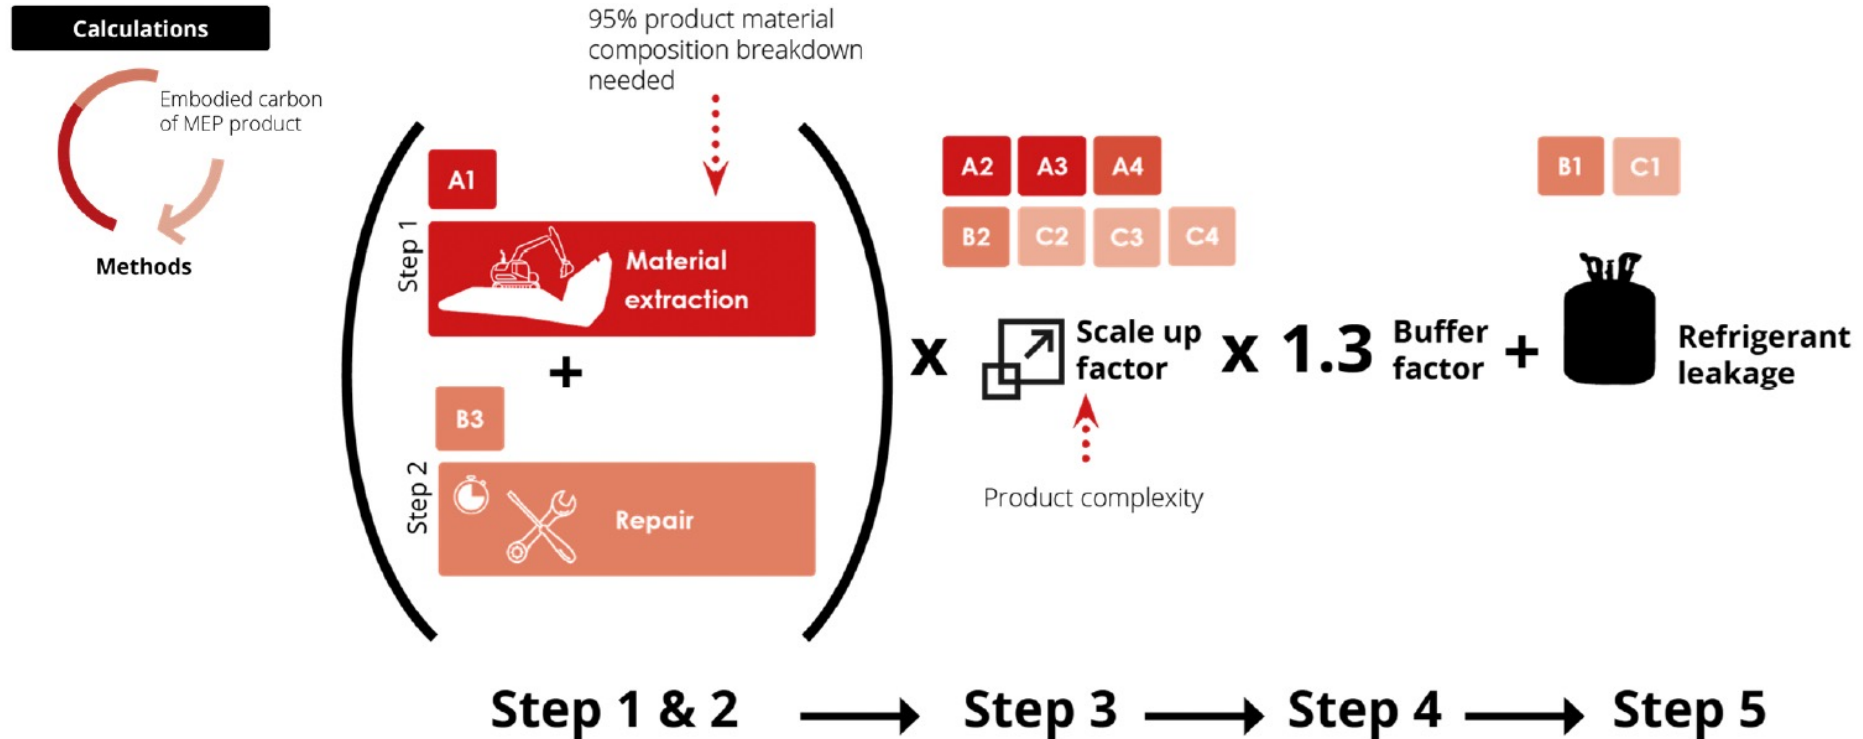 Calculations
Embodied carbon
of MEP product
Methods
95% product material
composition breakdown
needed
A1
Step 1
Material
extraction
+
B3
Step 2
Repair
x
A2 A3 A4
B2 C2 C3 C4
Scale up
factor
Product complexity
x 1.3
Buffer
factor
+
B1 C1
Refrigerant
leakage
Step 1 & 2
Step 3
Step 4
Step 5